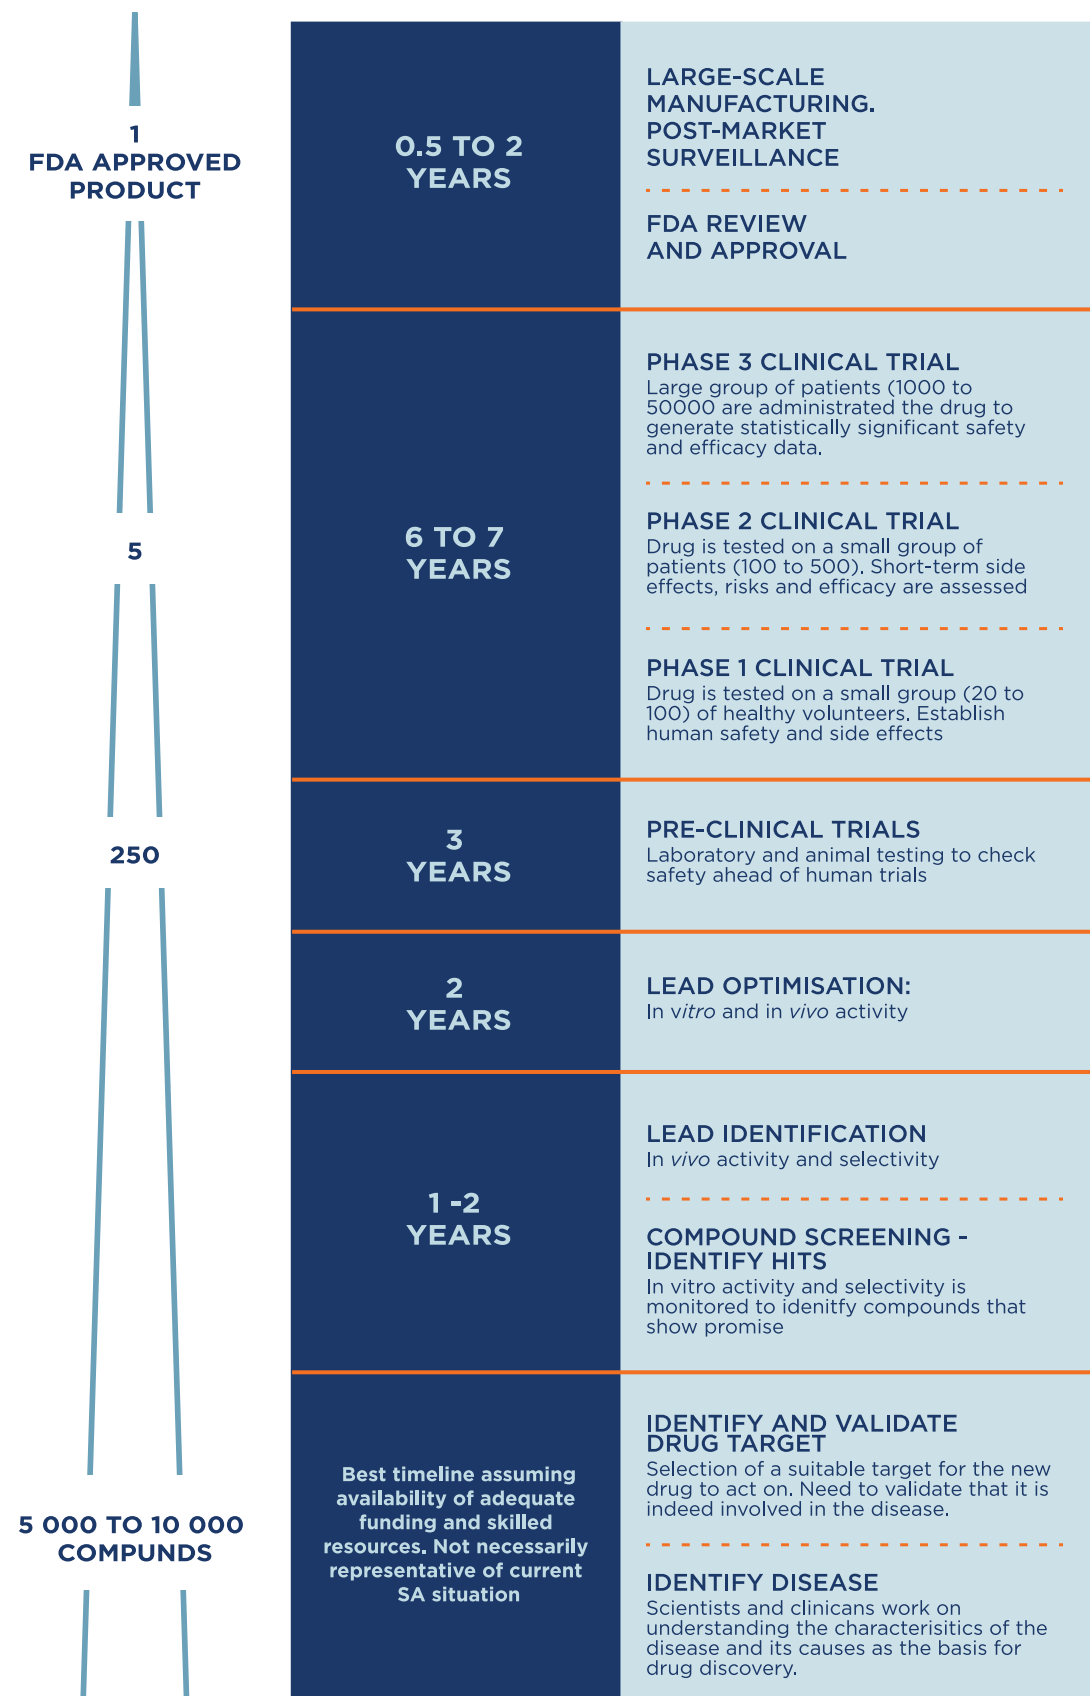 1
FDA APPROVED
PRODUCT
0.5 TO 2
YEARS
LARGE-SCALE
MANUFACTURING.
POST-MARKET
SURVEILLANCE
FDA REVIEW
AND APPROVAL
5
6 TO 7
YEARS
PHASE 3 CLINICAL TRIAL
Large group of patients (1000 to
50000 are administrated the drug to
generate statistically significant safety
and efficacy data.
PHASE 2 CLINICAL TRIAL
Drug is tested on a small group of
patients (100 to 500). Short-term side
effects, risks and efficacy are assessed
PHASE 1 CLINICAL TRIAL
Drug is tested on a small group (20 to
100) of healthy volunteers. Establish
human safety and side effects
250
3
YEARS
PRE-CLINICAL TRIALS
Laboratory and animal testing to check
safety ahead of human trials
2
YEARS
LEAD OPTIMISATION:
In vitro and in vivo activity
1 -2
YEARS
LEAD IDENTIFICATION
In vivo activity and selectivity
COMPOUND SCREENING -
IDENTIFY HITS
In vitro activity and selectivity is
monitored to idenitfy compounds that
show promise
5 000 TO 10 000
COMPUNDS
Best timeline assuming
availability of adequate
funding and skilled
resources. Not necessarily
representative of current
SA situation
IDENTIFY AND VALIDATE
DRUG TARGET
Selection of a suitable target for the new
drug to act on. Need to validate that it is
indeed involved in the disease.
IDENTIFY DISEASE
Scientists and clinicans work on
understanding the characterisitics of the
disease and its causes as the basis for
drug discovery.